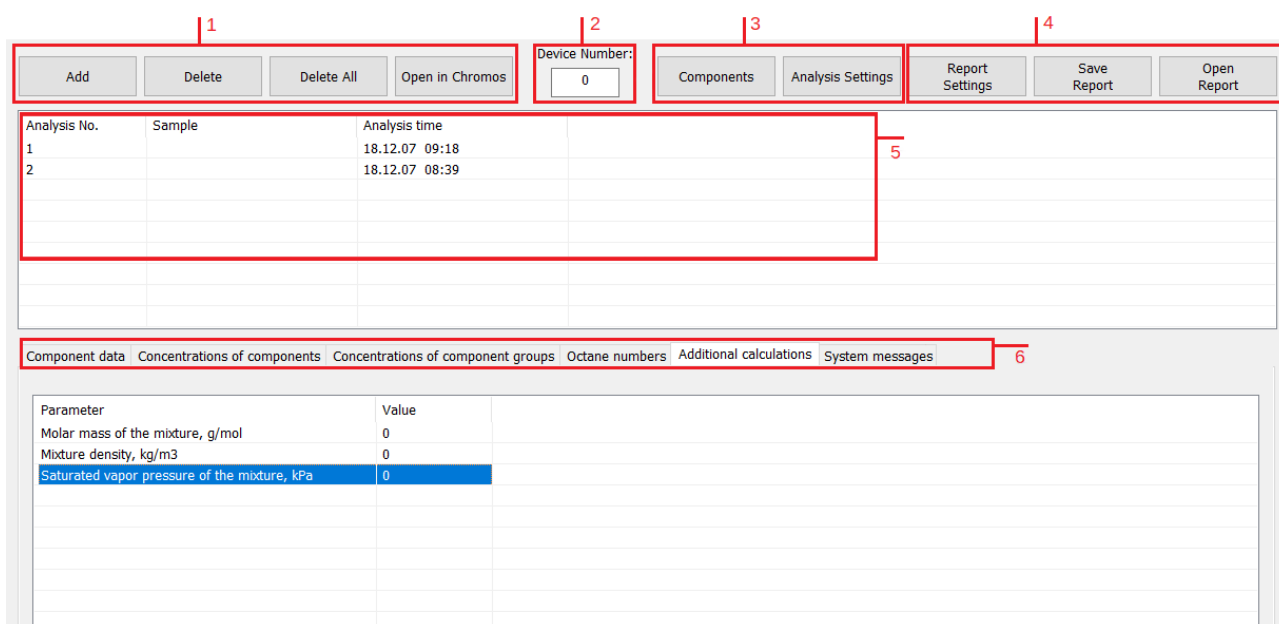 1
2
3
4
Device Number:
Add
Delete
Delete All
Open in Chromos
0
Components
Analysis Settings
Report
Settings
Save
Report
Open
Report
Analysis No.
Sample
Analysis time
1
18.12.07 09:18
5
2
18.12.07 08:39
Component data
Concentrations of components
Concentrations of component groups
Octane numbers
Additional calculations
System messages
6
Parameter
Value
Molar mass of the mixture, g/mol
0
Mixture density, kg/m3
0
Saturated vapor pressure of the mixture, kPa
0